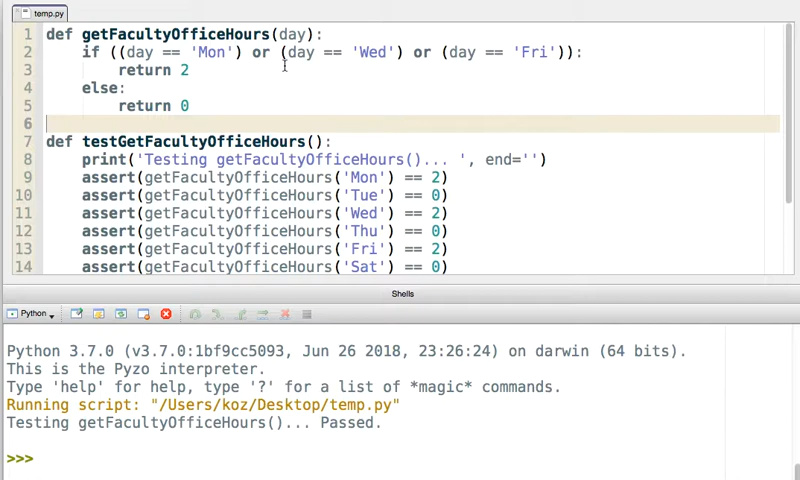 temp.py
1 def getFacultyOfficeHours(day):
2     if ((day == 'Mon') or (day == 'Wed') or (day == 'Fri')):
3         return 2
4     else:
5         return 0
6
7 def testGetFacultyOfficeHours():
8     print('Testing getFacultyOfficeHours()... ', end='')
9     assert(getFacultyOfficeHours('Mon') == 2)
10     assert(getFacultyOfficeHours('Tue') == 0)
11     assert(getFacultyOfficeHours('Wed') == 2)
12     assert(getFacultyOfficeHours('Thu') == 0)
13     assert(getFacultyOfficeHours('Fri') == 2)
14     assert(getFacultyOfficeHours('Sat') == 0)
Shells
Python
Python 3.7.0 (v3.7.0:1bf9cc5093, Jun 26 2018, 23:26:24) on darwin (64 bits).
This is the Pyzo interpreter.
Type 'help' for help, type '?' for a list of *magic* commands.
Running script: "/Users/koz/Desktop/temp.py"
Testing getFacultyOfficeHours()... Passed.
>>>